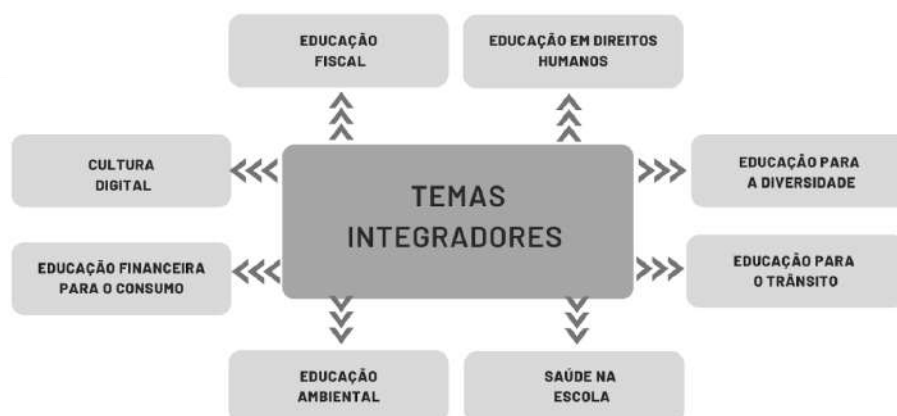 EDUCAÇÃO
FISCAL
EDUCAÇÃO EM DIREITOS
HUMANOS
CULTURA
DIGITAL
TEMAS
INTEGRADORES
EDUCAÇÃO PARA
A DIVERSIDADE
EDUCAÇÃO FINANCEIRA
PARA O CONSUMO
EDUCAÇÃO PARA
O TRÂNSITO
EDUCAÇÃO
AMBIENTAL
SAÚDE NA
ESCOLA